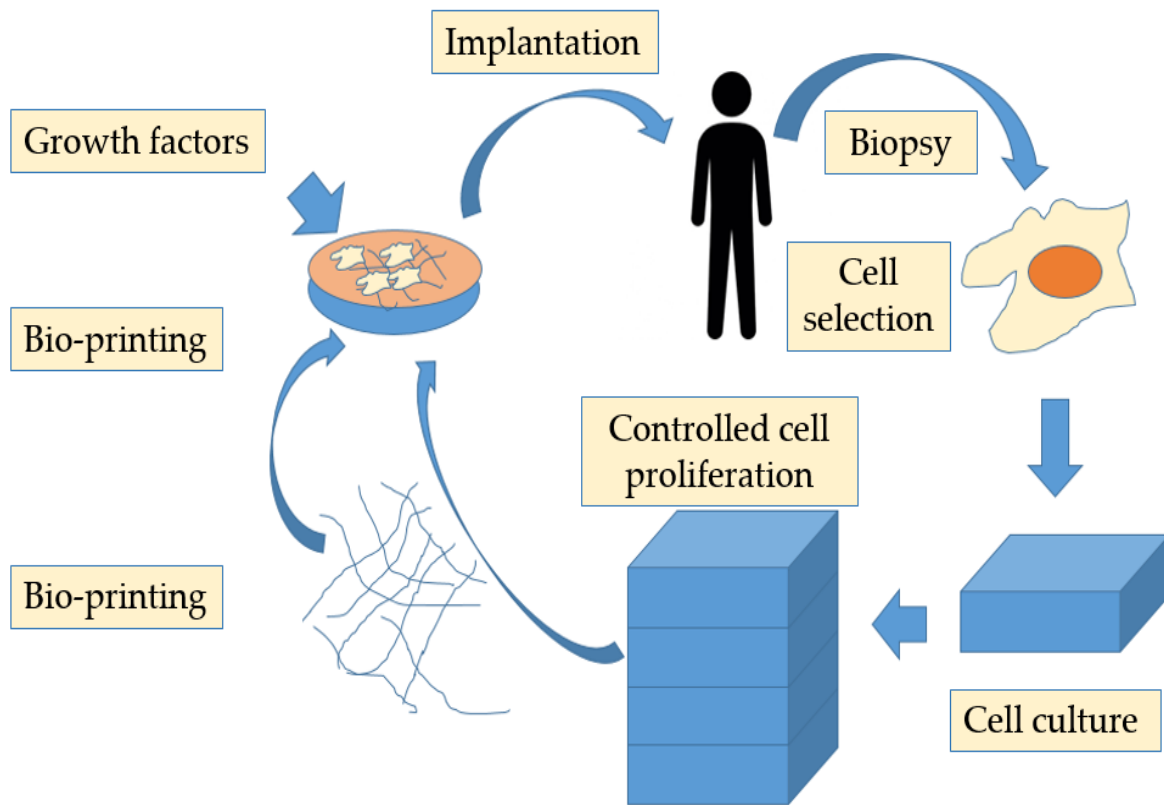 Implantation
Growth factors
Biopsy
Cell
selection
Bio-printing
Controlled cell
proliferation
Bio-printing
Cell culture